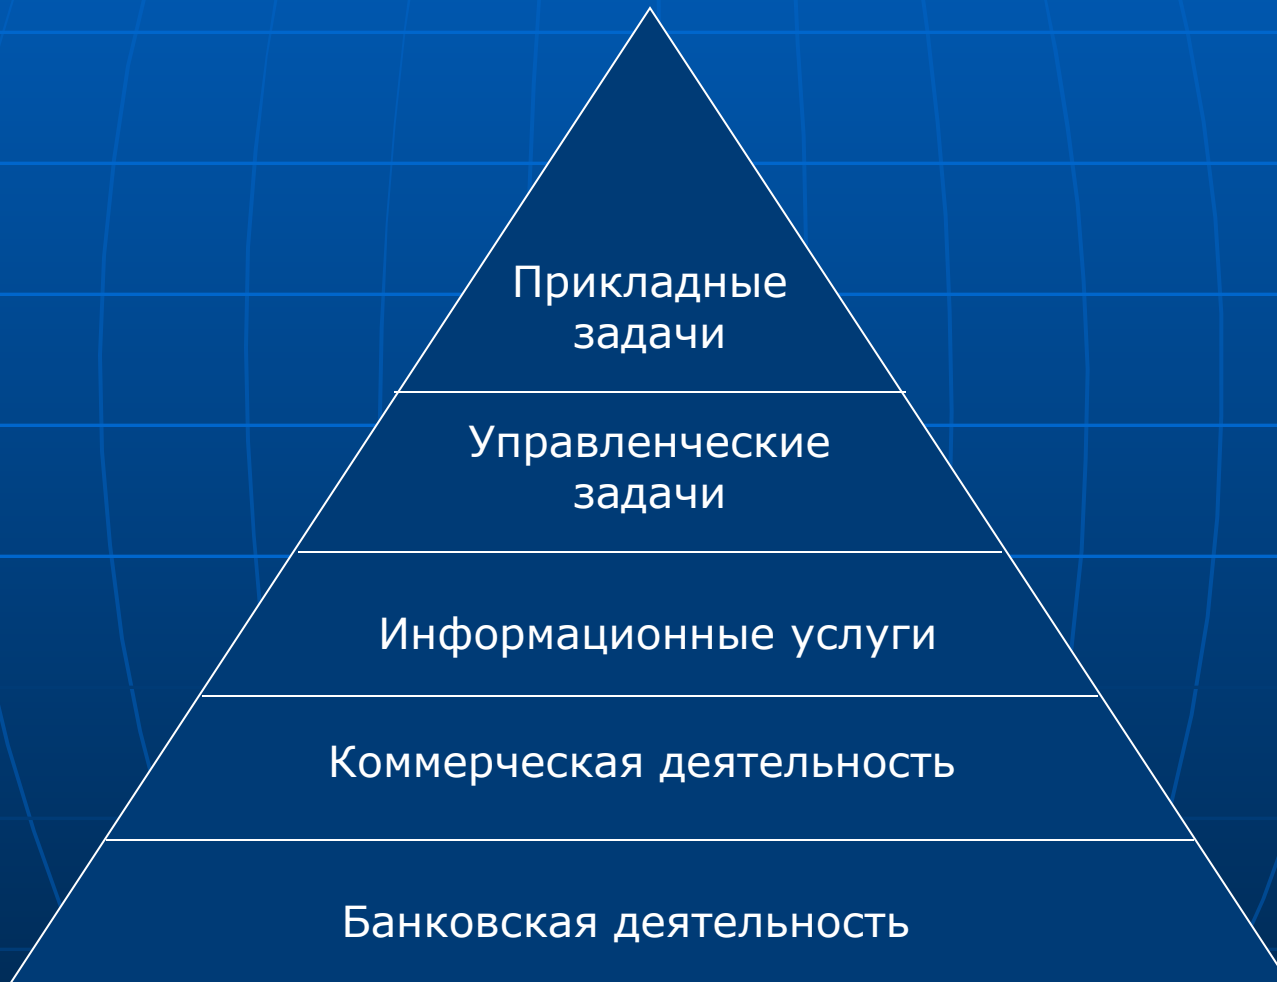 Прикладные
задачи
Управленческие
задачи
Информационные услуги
Коммерческая деятельность
Банковская деятельность